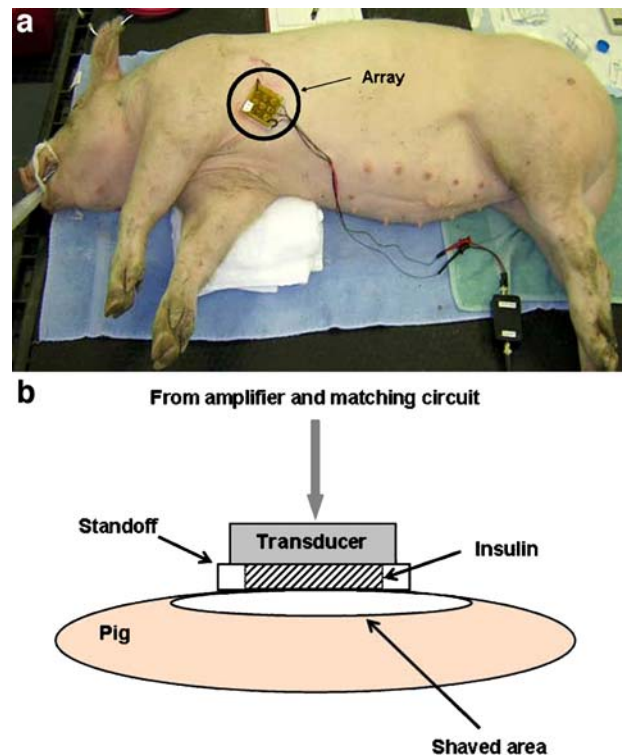 a
Array
b
From amplifier and matching circuit
Standoff
Transducer
Insulin
Pig
Shaved area